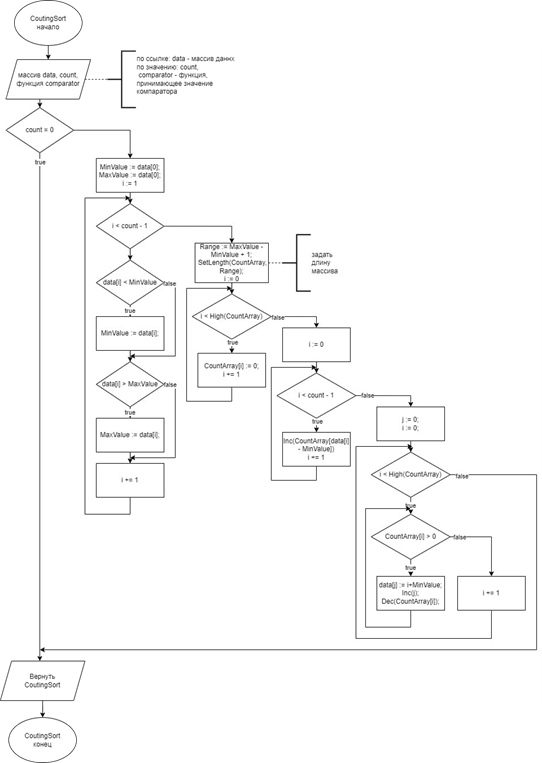 CoutingSort
начало
массив data, count,
функция comparator
по ссылке: data - массив даннх
по значению: count,
comparator - функция,
принимающее значение
компаратора
count = 0
true
MinValue := data[0];
MaxValue := data[0];
i := 1
i < count - 1
data[i] < MinValue
false
true
MinValue := data[i];
data[i] > MaxValue
false
true
MaxValue := data[i];
i += 1
Range := MaxValue -
MinValue + 1;
SetLength(CountArray,
Range);
i := 0
задать
длину
массива
i < High(CountArray)
false
true
CountArray[i] := 0;
i += 1
i := 0
i < count - 1
false
true
Inc(CountArray[data[i]
- MinValue])
i += 1
j := 0;
i := 0;
i < High(CountArray)
false
true
CountArray[i] > 0
false
true
data[j] := i+MinValue;
Inc(j);
Dec(CountArray[i]);
i += 1
Вернуть
CoutingSort
CoutingSort
конец